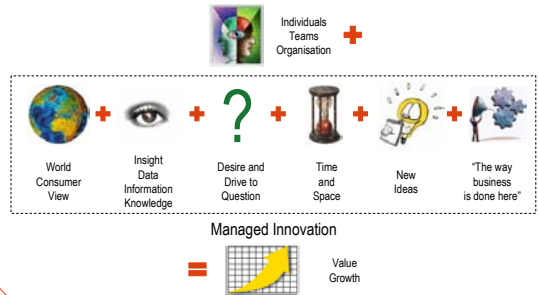 Individuals
Teams
Organisation
World
Consumer
View
Insight
Data
Information
Knowledge
?
Desire and
Drive to
Question
Time
and
Space
New
Ideas
"The way
business
is done here"
Managed Innovation
=
Value
Growth